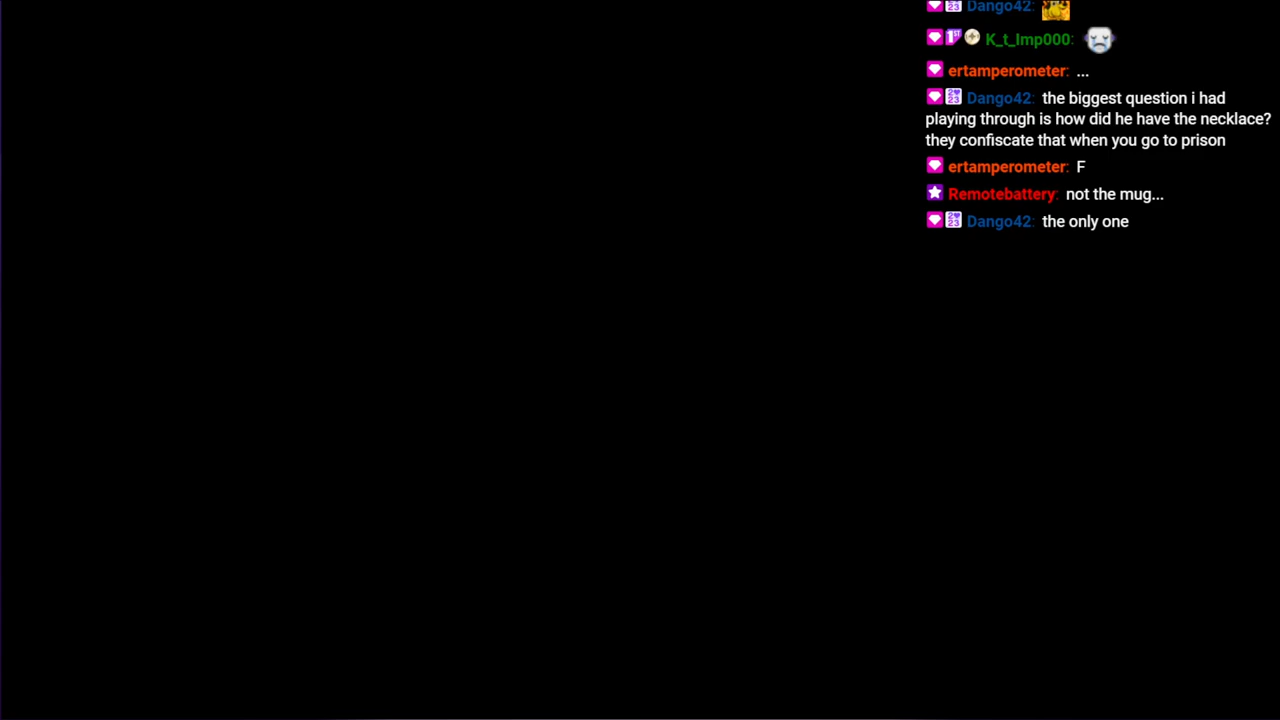 Dango42:
K_t_Imp000:
ertamperometer: ...
Dango42: the biggest question i had
playing through is how did he have the necklace?
they confiscate that when you go to prison
ertamperometer: F
Remotebattery: not the mug...
Dango42: the only one